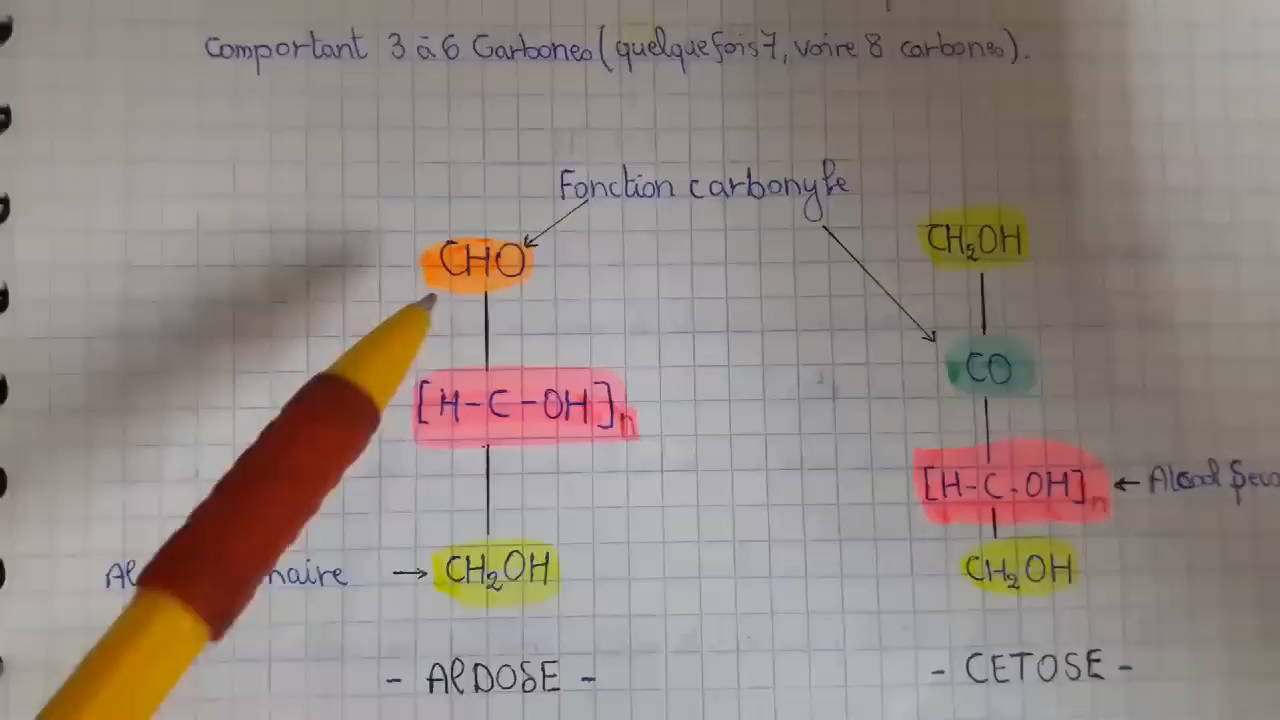 comportant 3 à 6 Carbones (quelquefois 7, voire 8 carbones).
Fonction carbonyle
CHO
CH₂OH
CO
[H-C-OH]n
[H-C-OH]n ← Alcool
→ CH₂OH
CH₂OH
- AlDOSE -
- CETOSE -